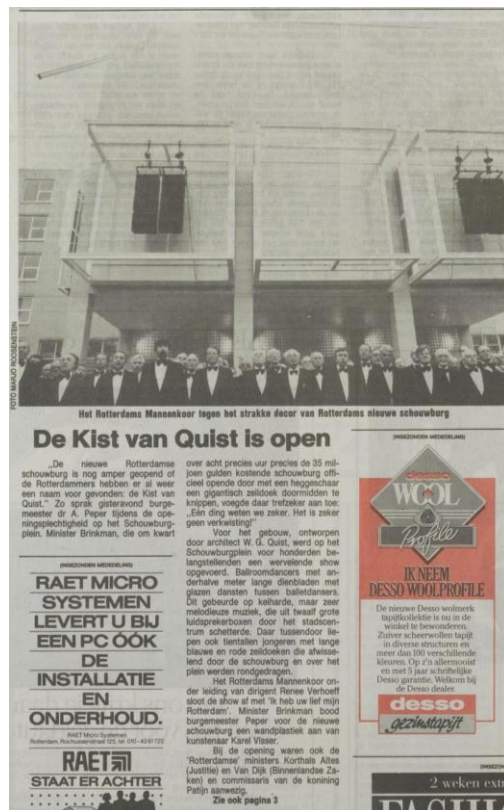 FOTO MARJO ROOSENSTEIN
Het Rotterdams Mannenkoor tegen het strakke decor van Rotterdams nieuwe schouwburg
De Kist van Quist is open
„De nieuwe Rotterdamse
schouwburg is nog amper geopend of
de Rotterdammers hebben er al weer
een naam voor gevonden: de Kist van
Quist.” Zo sprak gisteravond burge-
meester dr A. Peper tijdens de ope-
ningsplechtigheid op het Schouwburg-
plein. Minister Brinkman, die om kwart
over acht precies uur precies de 35 mil-
joen gulden kostende schouwburg offi-
cieel opende door met een heggeschaar
een gigantisch zeildoek doormidden te
knippen, voegde daar trefzeker aan toe:
„Eén ding weten we zeker. Het is zeker
geen verkwisting!”
Voor het gebouw, ontworpen
door architect W. G. Quist, werd op het
Schouwburgplein voor honderden be-
langstellenden een wervelende show
opgevoerd. Ballroomdancers met an-
derhalve meter lange dienbladen met
glazen dansten tussen balletdansers.
Dit gebeurde op keiharde, maar zeer
melodieuze muziek, die uit twaalf grote
luidsprekerboxen door het stadscen-
trum schetterde. Daar tussendoor lie-
pen ook tientallen jongeren met lange
blauwe en rode zeildoeken die afwisse-
lend door de schouwburg en over het
plein werden rondgedragen.
Het Rotterdams Mannenkoor on-
der leiding van dirigent Renee Verhoeff
sloot de show af met 'Ik heb uw lief mijn
Rotterdam'. Minister Brinkman bood
burgemeester Peper voor de nieuwe
schouwburg een wandplastiek aan van
kunstenaar Karel Visser.
Bij de opening waren ook de
'Rotterdamse' ministers Korthals Altes
(Justitie) en Van Dijk (Binnenlandse Za-
ken) en commissaris van de koning
Patijn aanwezig.
Zie ook pagina 3
(INGEZONDEN MEDEDELING)
RAET MICRO
SYSTEMEN
LEVERT U BIJ
EEN PC ÓÓK
DE
INSTALLATIE
EN
ONDERHOUD.
RAET Micro Systemen
Rotterdam, Rochussenstraat 125, tel. 010-4361722
RAET
STAAT ER ACHTER
(INGEZONDEN MEDEDELING)
desso
WOOL
Profile
IK NEEM
DESSO WOOLPROFILE
De nieuwe Desso wolmerk
tapijtkollektie is nu in de
winkel te bewonderen.
Zuiver scheerwollen tapijt
in diverse structuren en
meer dan 100 verschillende
kleuren. Op z'n allermooist
en met 5 jaar schriftelijke
Desso garantie. Welkom bij
de Desso dealer.
desso
gezinstapijt
2 weken